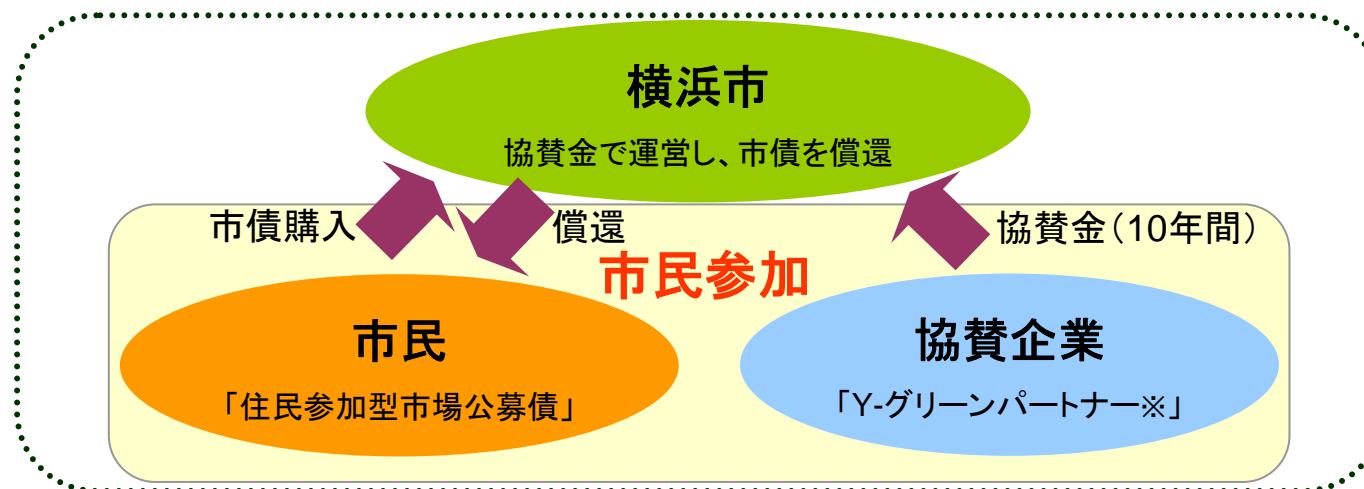 横浜市
協賛金で運営し、市債を償還
市債購入
償還
協賛金(10年間)
市民参加
市民
協賛企業
「住民参加型市場公募債」
「Y-グリーンパートナー※」